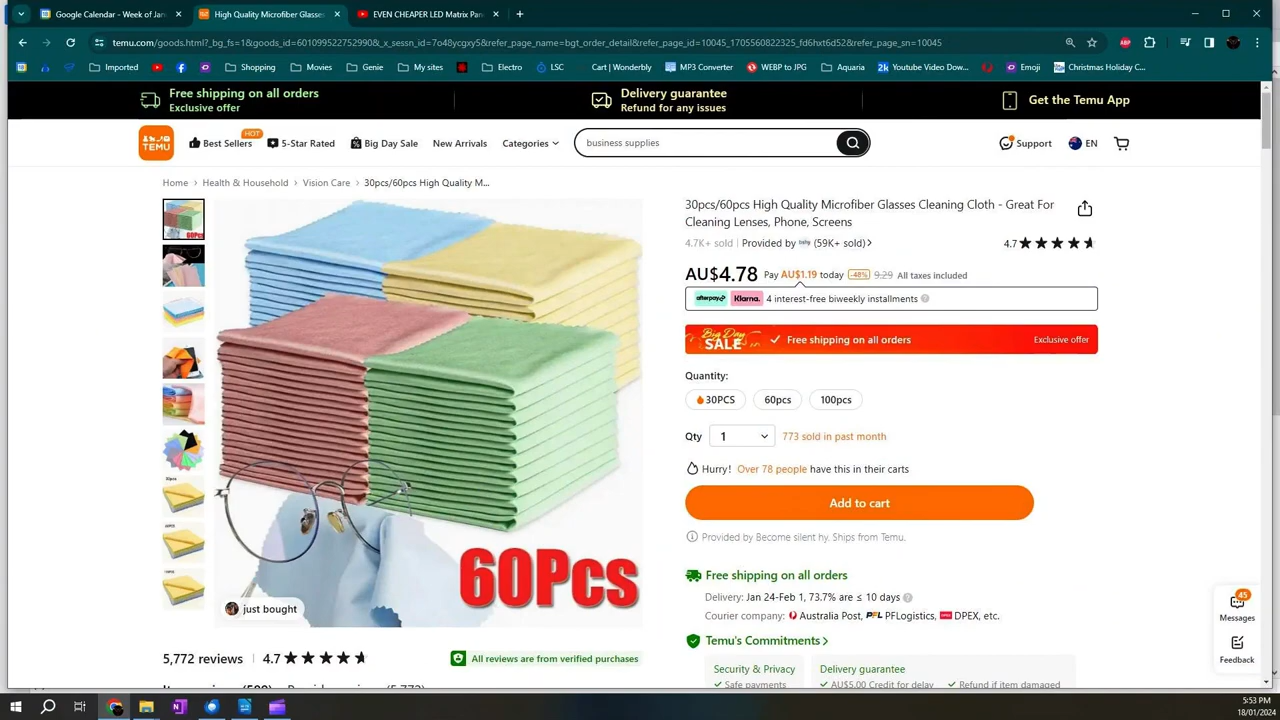 Google Calendar - Week of Jan
High Quality Microfiber Glasses
EVEN CHEAPER LED Matrix Pan
temu.com/goods.html?_bg_fs=1&goods_id=601099522752990&_x_sessn_id=7o48ycgxy5&refer_page_name=bgt_order_detail&refer_page_id=10045_1705560822325_fd6hxt6d52&refer_page_sn=10045
Imported
Shopping
Movies
Genie
My sites
Electro
LSC
Cart | Wonderbly
MP3 Converter
WEBP to JPG
Aquaria
2k Youtube Video Dow...
Emoji
Christmas Holiday C...
Free shipping on all orders
Exclusive offer
Delivery guarantee
Refund for any issues
Get the Temu App
TEMU
Best Sellers
HOT
5-Star Rated
Big Day Sale
New Arrivals
Categories
business supplies
Support
EN
Home > Health & Household > Vision Care > 30pcs/60pcs High Quality M...
60Pcs
just bought
30pcs/60pcs High Quality Microfiber Glasses Cleaning Cloth - Great For
Cleaning Lenses, Phone, Screens
4.7K+ sold | Provided by (59K+ sold) >
4.7
AU$4.78 Pay AU$1.19 today -48% 9.29 All taxes included
afterpay Klarna. 4 interest-free biweekly installments
Big Day
SALE
Free shipping on all orders
Exclusive offer
Quantity:
30PCS
60pcs
100pcs
Qty 1 773 sold in past month
Hurry! Over 78 people have this in their carts
Add to cart
Provided by Become silent hy. Ships from Temu.
Free shipping on all orders
Delivery: Jan 24-Feb 1, 73.7% are ≤ 10 days
Courier company: Australia Post, PFL PFLogistics, DPEX, etc.
Temu's Commitments >
Security & Privacy
Safe payments
Delivery guarantee
AU$5.00 Credit for delay
Refund if item damaged
45
Messages
Feedback
5,772 reviews 4.7
All reviews are from verified purchases
5:53 PM
18/01/2024